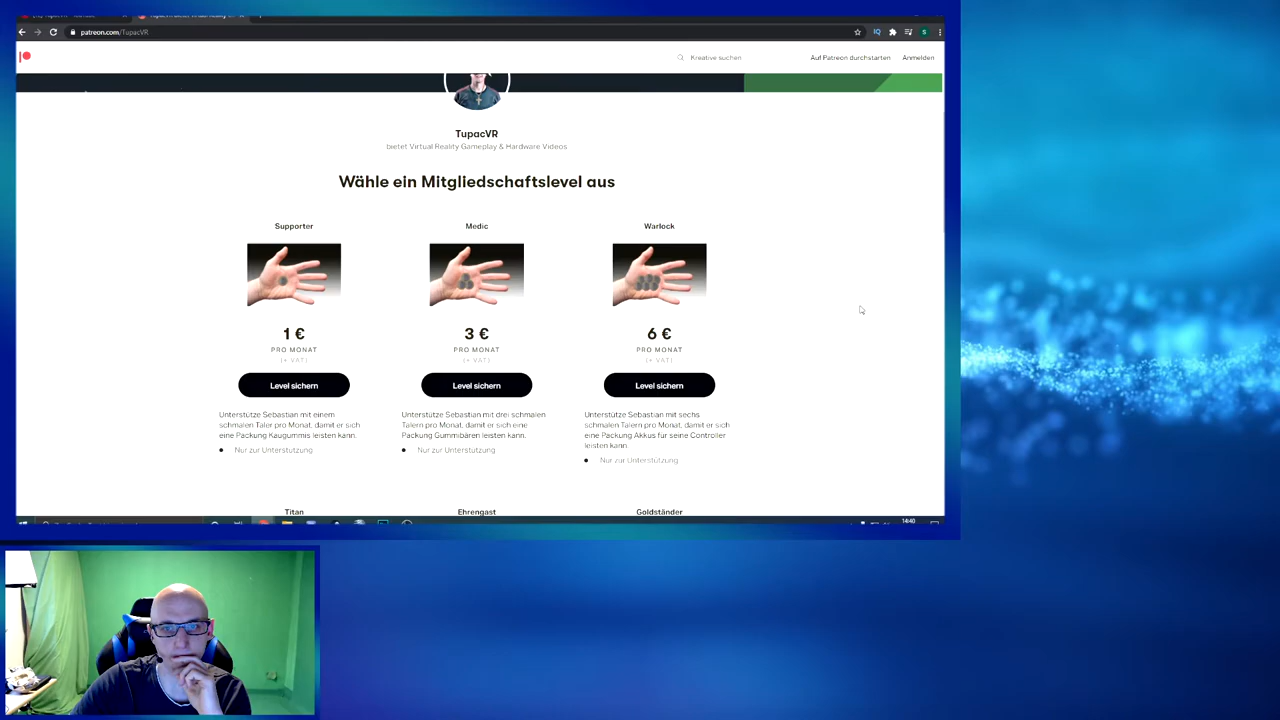 patreon.com/TupacVR
Kreative suchen
Auf Patreon durchstarten
Anmelden
TupacVR
bietet Virtual Reality Gameplay & Hardware Videos
Wähle ein Mitgliedschaftslevel aus
Supporter
Medic
Warlock
1 €
3 €
6 €
PRO MONAT
PRO MONAT
PRO MONAT
(+ VAT)
(+ VAT)
(+ VAT)
Level sichern
Level sichern
Level sichern
Unterstütze Sebastian mit einem
schmalen Taler pro Monat, damit er sich
eine Packung Kaugummis leisten kann.
Nur zur Unterstützung
Unterstütze Sebastian mit drei schmalen
Talern pro Monat, damit er sich eine
Packung Gummibären leisten kann.
Nur zur Unterstützung
Unterstütze Sebastian mit sechs
schmalen Talern pro Monat, damit er sich
eine Packung Akkus für seine Controller
leisten kann
Nur zur Unterstützung
Titan
Ehrengast
Goldständer
14:40